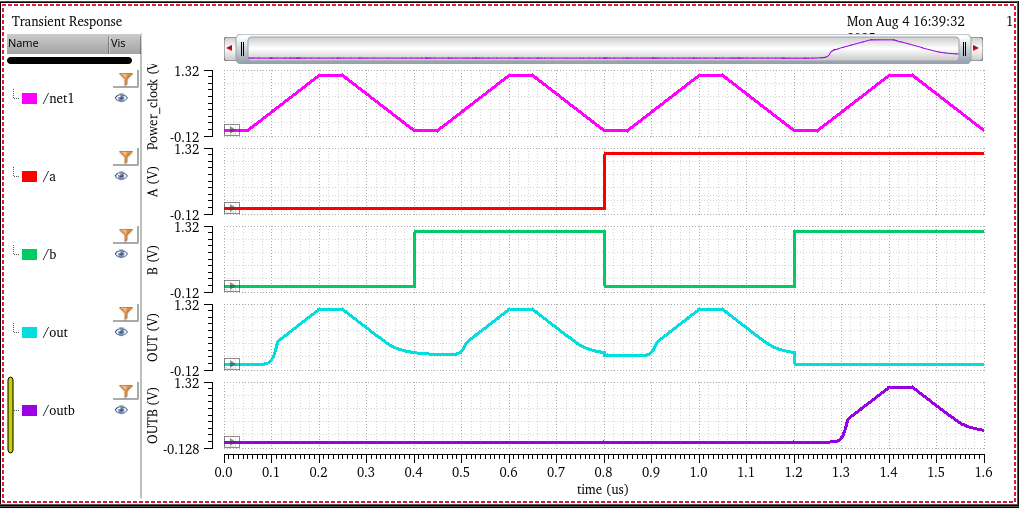 Transient Response
Mon Aug 4 16:39:32
1
Name
Vis
/net1
/a
/b
/out
/outb
Power_clock (V
1.32
-0.12
A (V)
1.32
-0.12
B (V)
1.32
-0.12
OUT (V)
1.32
-0.12
OUTB (V)
1.32
-0.128
0.0 0.1 0.2 0.3 0.4 0.5 0.6 0.7 0.8 0.9 1.0 1.1 1.2 1.3 1.4 1.5 1.6
time (us)